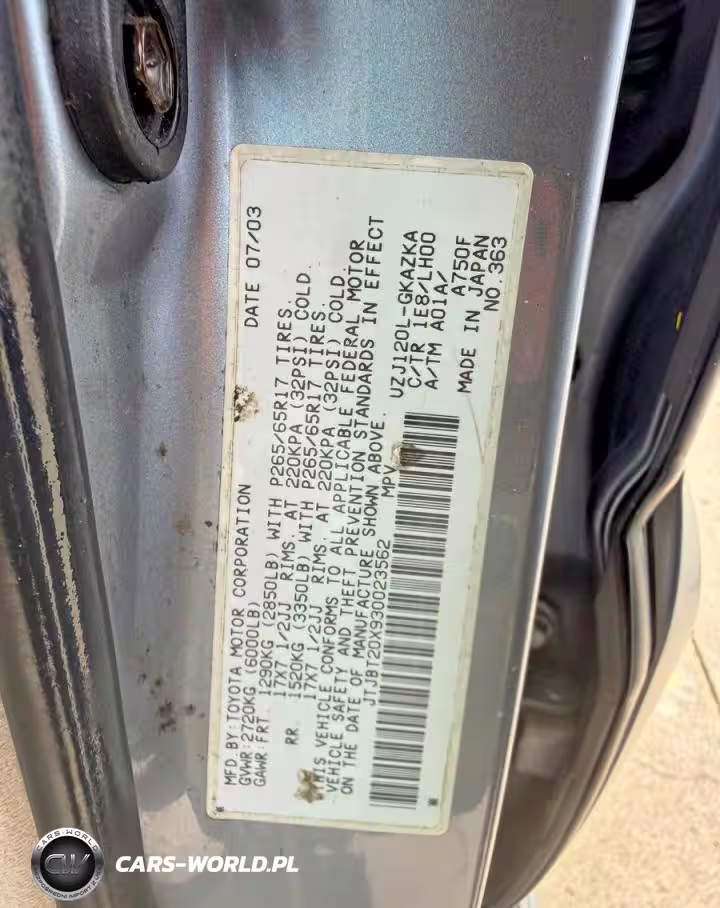 MFD.BY:TOYOTA MOTOR CORPORATION DATE 07/03
GVWR:2720KG (6000LB)
GAWR:FRT. 1290KG (2850LB) WITH P265/65R17 TIRES.
17X7 1/2JJ RIMS. AT 220KPA (32PSI) COLD.
RR. 1520KG (3350LB) WITH P265/65R17 TIRES.
17X7 1/2JJ RIMS. AT 220KPA (32PSI) COLD.
THIS VEHICLE CONFORMS TO ALL APPLICABLE FEDERAL MOTOR
VEHICLE SAFETY AND THEFT PREVENTION STANDARDS IN EFFECT
ON THE DATE OF MANUFACTURE SHOWN ABOVE.
JTJBT20X930023562 MPV
UZJ120L-GKAZKA
C/TR 1E8/LH00
A/TM A01A/
A750F
MADE IN JAPAN
NO.363
CARS-WORLD
CW
CARS-WORLD.PL